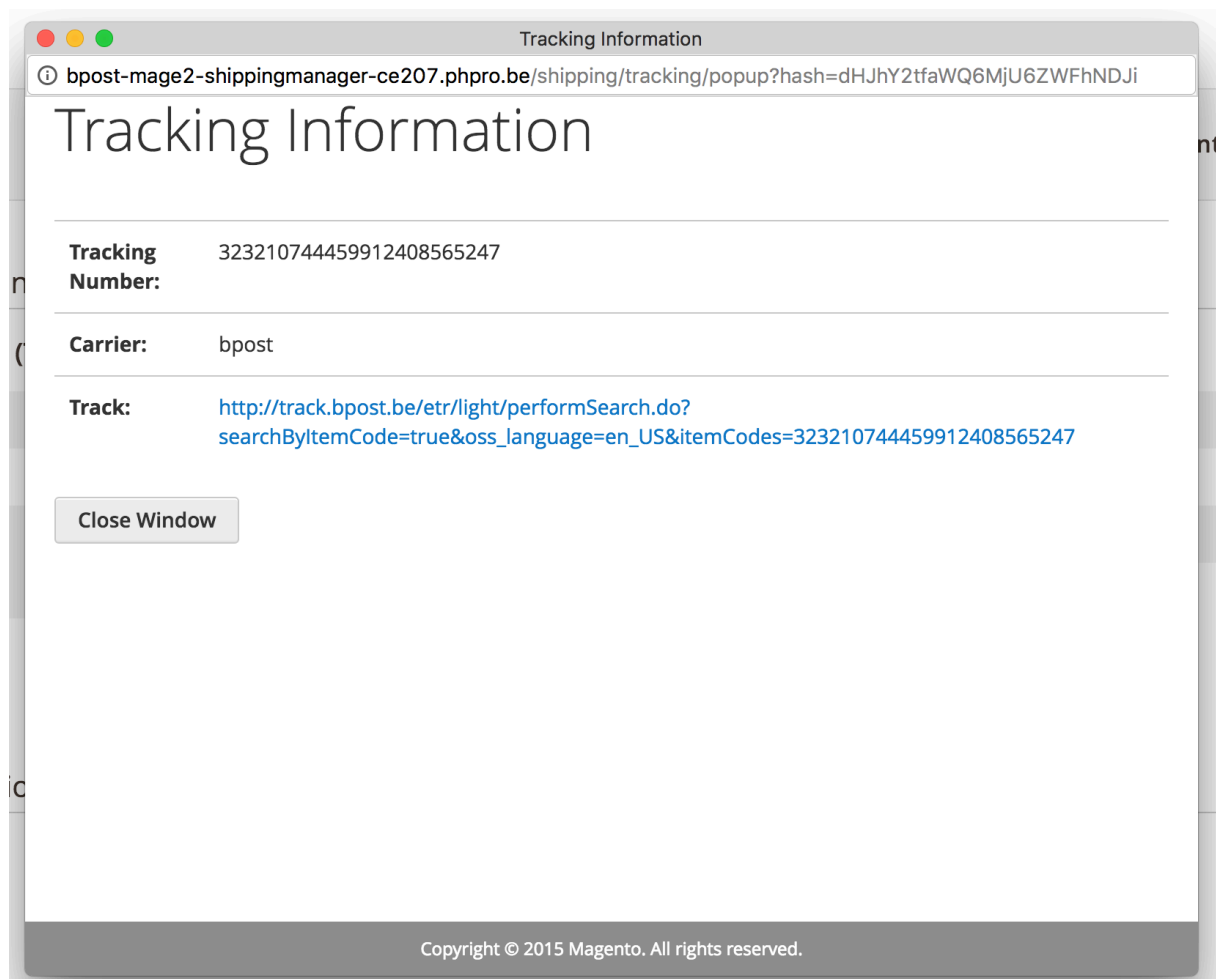 Tracking Information
bpost-mage2-shippingmanager-ce207.phpro.be/shipping/tracking/popup?hash=dHJhY2tfaWQ6MjU6ZWFhNDJi
Tracking Information
Tracking
Number:
323210744459912408565247
Carrier:
bpost
Track:
http://track.bpost.be/etr/light/performSearch.do?
searchByItemCode=true&oss_language=en_US&itemCodes=323210744459912408565247
Close Window
Copyright © 2015 Magento. All rights reserved.